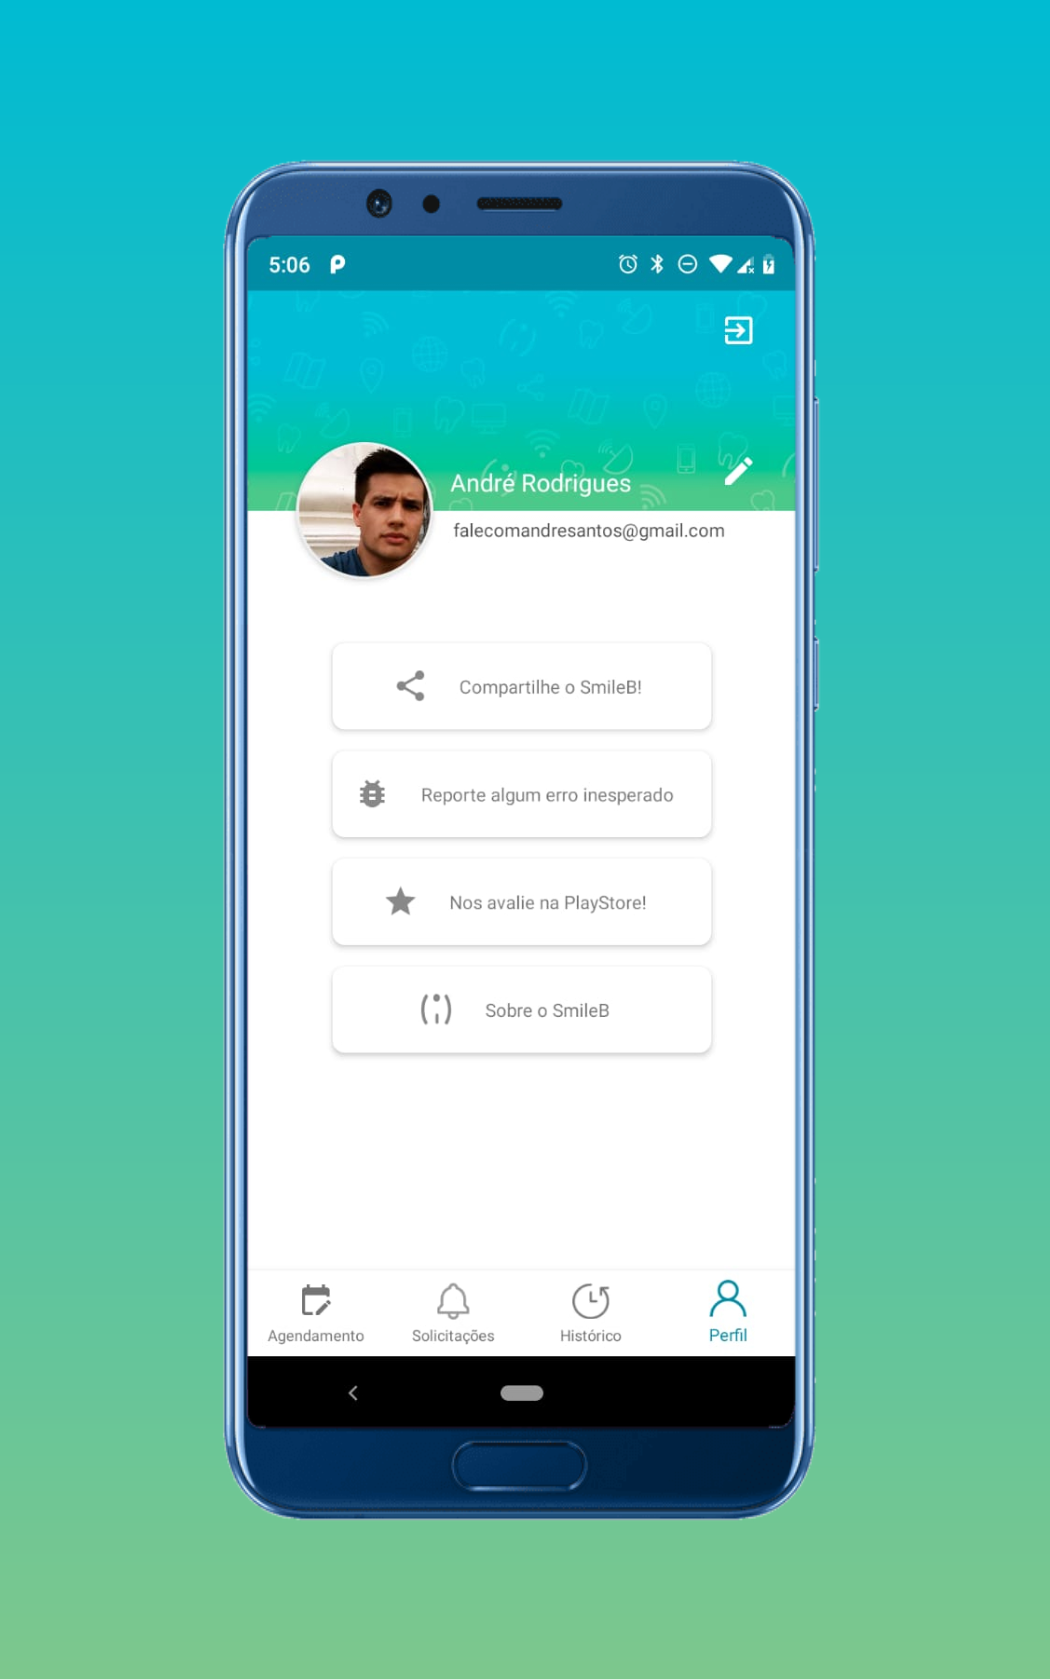 5:06
André Rodrigues
falecomandresantos@gmail.com
Compartilhe o SmileB!
Reporte algum erro inesperado
Nos avalie na PlayStore!
Sobre o SmileB
Agendamento
Solicitações
Histórico
Perfil